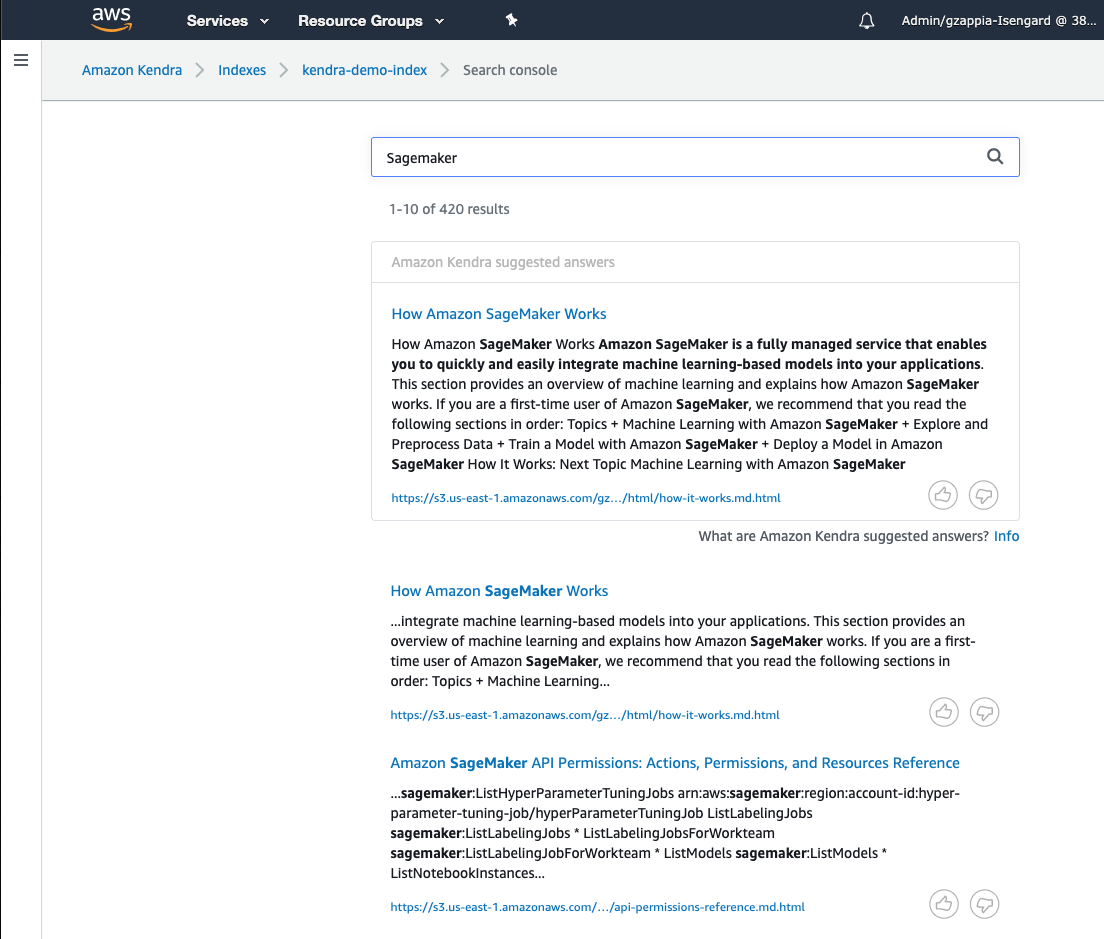 aws
Services
Resource Groups
Admin/gzappia-Isengard @ 38...
Amazon Kendra
Indexes
kendra-demo-index
Search console
Sagemaker
1-10 of 420 results
Amazon Kendra suggested answers
How Amazon SageMaker Works
How Amazon SageMaker Works Amazon SageMaker is a fully managed service that enables
you to quickly and easily integrate machine learning-based models into your applications.
This section provides an overview of machine learning and explains how Amazon SageMaker
works. If you are a first-time user of Amazon SageMaker, we recommend that you read the
following sections in order: Topics + Machine Learning with Amazon SageMaker + Explore and
Preprocess Data + Train a Model with Amazon SageMaker + Deploy a Model in Amazon
SageMaker How It Works: Next Topic Machine Learning with Amazon SageMaker
https://s3.us-east-1.amazonaws.com/gz.../html/how-it-works.md.html
What are Amazon Kendra suggested answers? Info
How Amazon SageMaker Works
...integrate machine learning-based models into your applications. This section provides an
overview of machine learning and explains how Amazon SageMaker works. If you are a first-
time user of Amazon SageMaker, we recommend that you read the following sections in
order: Topics + Machine Learning...
https://s3.us-east-1.amazonaws.com/gz.../html/how-it-works.md.html
Amazon SageMaker API Permissions: Actions, Permissions, and Resources Reference
...sagemaker:ListHyperParameterTuningJobs arn:aws:sagemaker:region:account-id:hyper-
parameter-tuning-job/hyperParameterTuningJob ListLabelingJobs
sagemaker:ListLabelingJobs * ListLabelingJobsForWorkteam
sagemaker:ListLabelingJobForWorkteam * ListModels sagemaker:ListModels *
ListNotebookInstances...
https://s3.us-east-1.amazonaws.com/.../api-permissions-reference.md.html